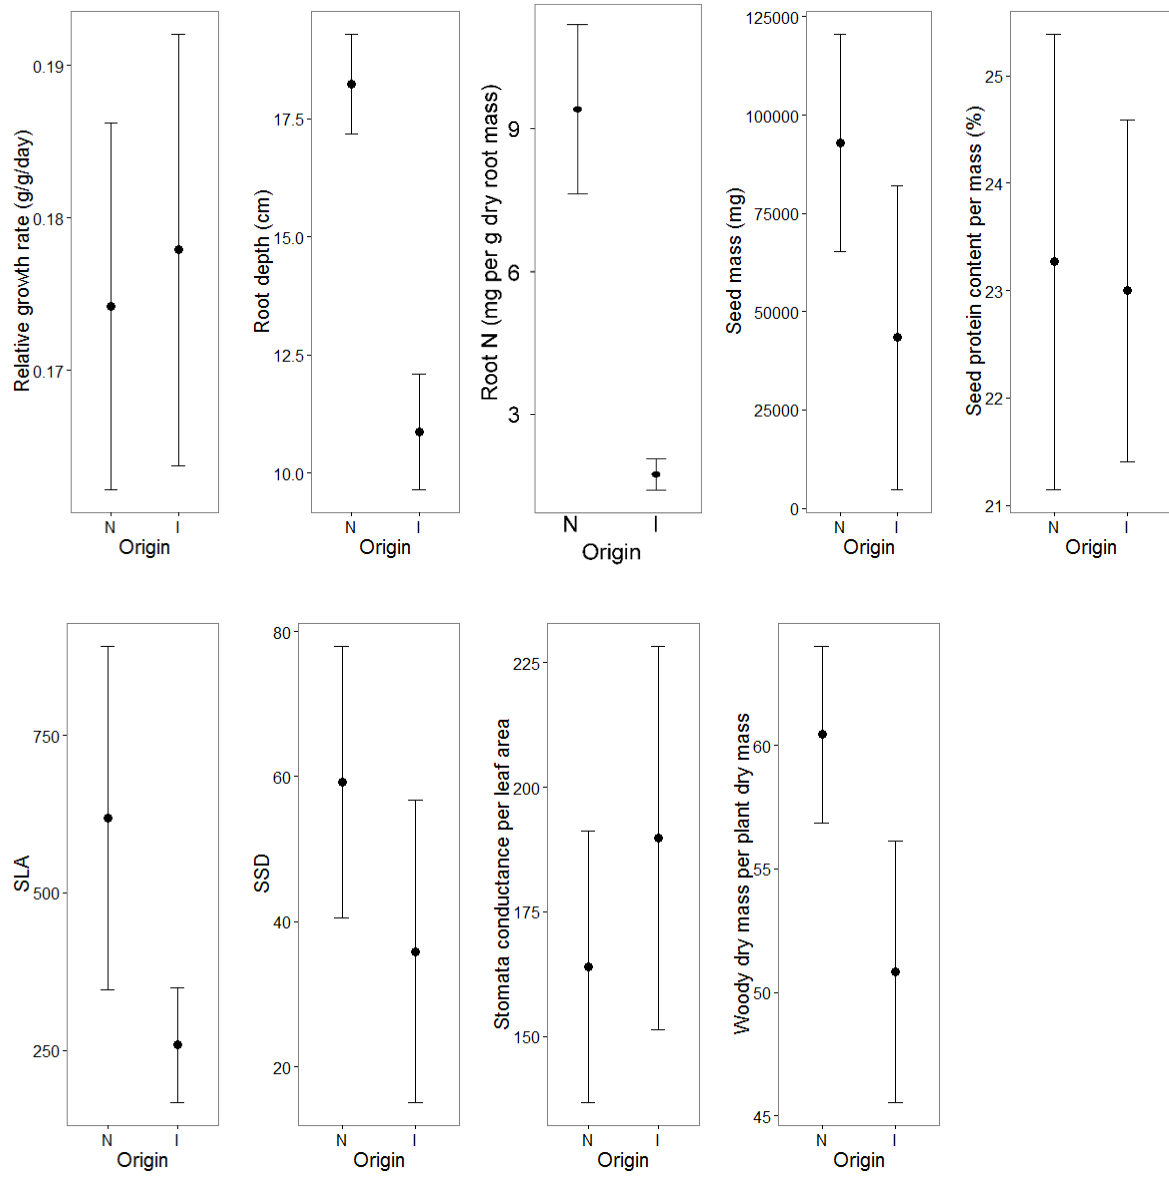 Relative growth rate (g/g/day)
0.19
0.18
0.17
N I
Origin
Root depth (cm)
17.5
15.0
12.5
10.0
N I
Origin
Root N (mg per g dry root mass)
9
6
3
N I
Origin
Seed mass (mg)
125000
100000
75000
50000
25000
0
N I
Origin
Seed protein content per mass (%)
25
24
23
22
21
N I
Origin
SLA
750
500
250
N I
Origin
SSD
80
60
40
20
N I
Origin
Stomata conductance per leaf area
225
200
175
150
N I
Origin
Woody dry mass per plant dry mass
60
55
50
45
N I
Origin